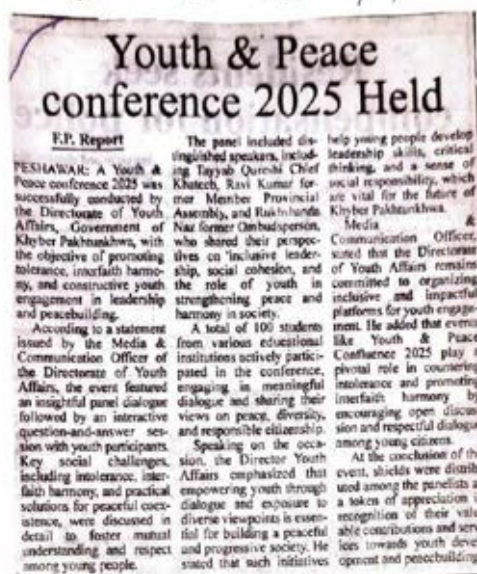 Youth & Peace
conference 2025 Held
F.P. Report
PESHAWAR: A Youth &
Peace conference 2025 was
successfully conducted by
the Directorate of Youth
Affairs, Government of
Khyber Pakhtunkhwa, with
the objective of promoting
tolerance, interfaith harmo-
ny, and constructive youth
engagement in leadership
and peacebuilding.
According to a statement
issued by the Media &
Communication Officer of
the Directorate of Youth
Affairs, the event featured
an insightful panel dialogue
followed by an interactive
question-and-answer ses-
sion with youth participants.
Key social challenges,
including intolerance, inter-
faith harmony, and practical
solutions for peaceful coex-
istence, were discussed in
detail to foster mutual
understanding and respect
among young people.
The panel included dis-
tinguished speakers, includ-
ing Tayyab Qureshi Chief
Khateeb, Ravi Kumar for-
mer Member Provincial
Assembly, and Rukhshanda
Naz former Ombudsperson,
who shared their perspec-
tives on 'inclusive leader-
ship, social cohesion, and
the role of youth in
strengthening peace and
harmony in society.
A total of 100 students
from various educational
institutions actively partici-
pated in the conference,
engaging in meaningful
dialogue and sharing their
views on peace, diversity,
and responsible citizenship.
Speaking on the occa-
sion, the Director Youth
Affairs emphasized that
empowering youth through
dialogue and exposure to
diverse viewpoints is essen-
tial for building a peaceful
and progressive society. He
stated that such initiatives
help young people develop
leadership skills, critical
thinking, and a sense of
social responsibility, which
are vital for the future of
Khyber Pakhtunkhwa.
Media &
Communication Officer,
stated that the Directorate
of Youth Affairs remains
committed to organizing
inclusive and impactful
platforms for youth engage-
ment. He added that events
like Youth & Peace
Confluence 2025 play a
pivotal role in countering
intolerance and promoting
interfaith harmony by
encouraging open discus-
sion and respectful dialogue
among young citizens.
At the conclusion of the
event, shields were distrib-
uted among the panelists as
a token of appreciation in
recognition of their valu-
able contributions and serv-
ices towards youth devel-
opment and peacebuilding